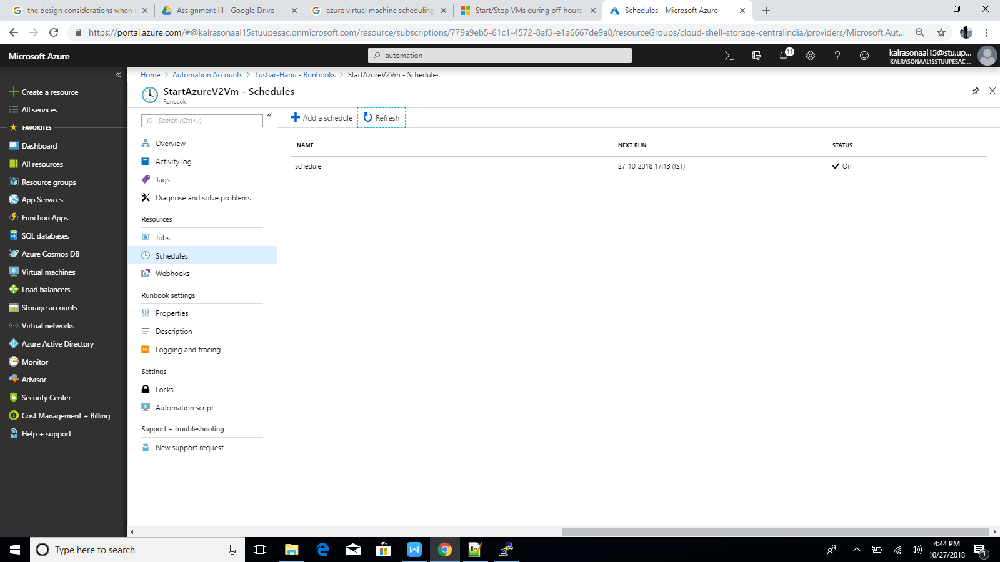 the design considerations when
Assignment III - Google Drive
azure virtual machine scheduling
Start/Stop VMs during off-hours
Schedules - Microsoft Azure
https://portal.azure.com/#@kalrasonaal15stuupesac.onmicrosoft.com/resource/subscriptions/779a9eb5-61c1-4572-8af3-e1a6667de9a8/resourceGroups/cloud-shell-storage-centralindia/providers/Microsoft.Aut...
Microsoft Azure
automation
11
kalrasonaal15@stu.up...
KALRASONAAL15STUUPESAC ...
Create a resource
All services
FAVORITES
Dashboard
All resources
Resource groups
App Services
Function Apps
SQL databases
Azure Cosmos DB
Virtual machines
Load balancers
Storage accounts
Virtual networks
Azure Active Directory
Monitor
Advisor
Security Center
Cost Management + Billing
Help + support
Home > Automation Accounts > Tushar-Hanu - Runbooks > StartAzureV2Vm - Schedules
StartAzureV2Vm - Schedules
Runbook
Search (Ctrl+/)
Overview
Activity log
Tags
Diagnose and solve problems
Resources
Jobs
Schedules
Webhooks
Runbook settings
Properties
Description
Logging and tracing
Settings
Locks
Automation script
Support + troubleshooting
New support request
Add a schedule Refresh
NAME NEXT RUN STATUS
schedule 27-10-2018 17:13 (IST) On
Type here to search
4:44 PM
10/27/2018
1